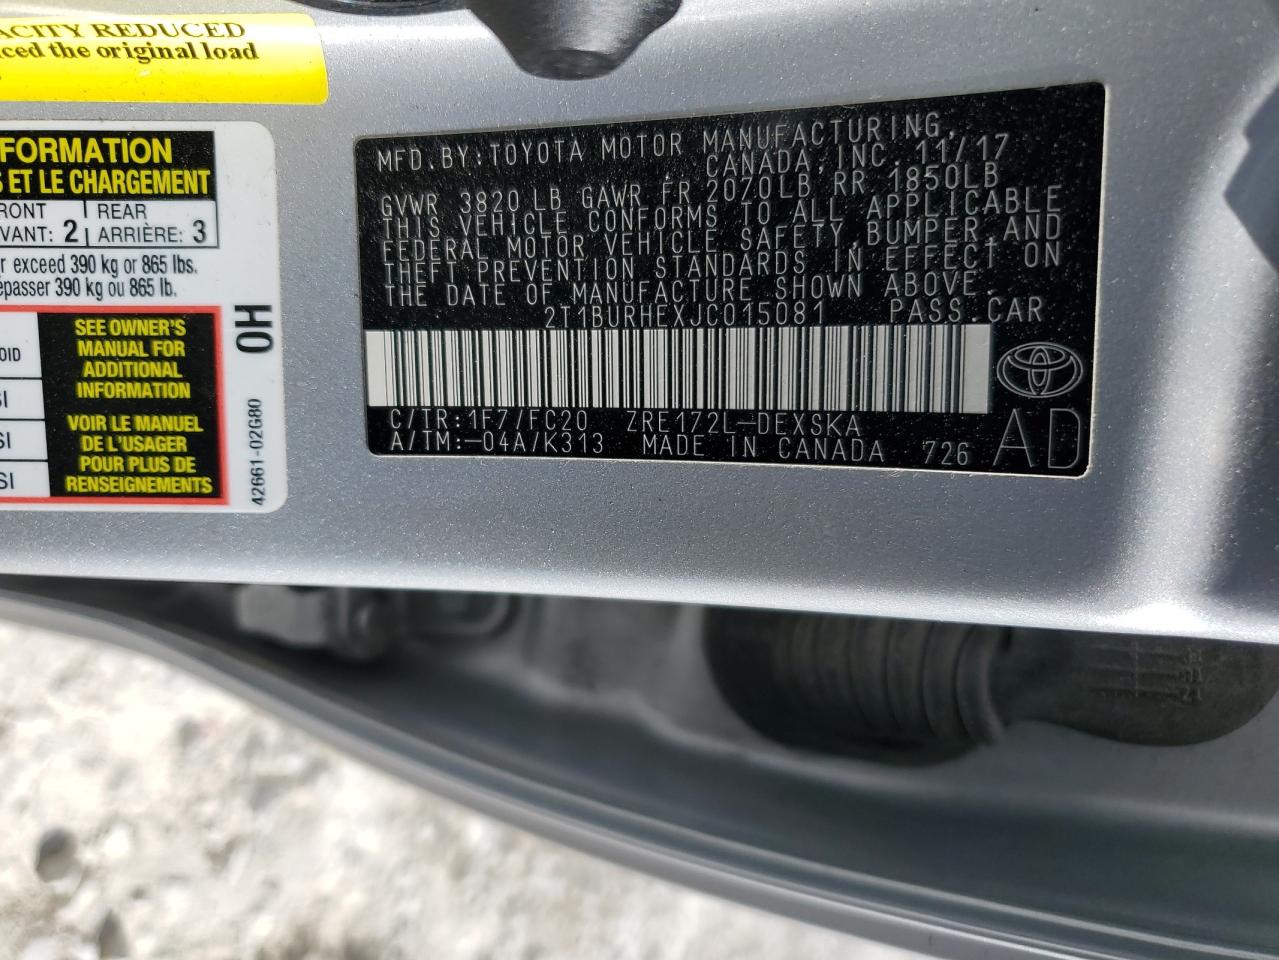 ACITY REDUCED
ced the original load
FORMATION
S ET LE CHARGEMENT
RONT 2 REAR 3
VANT: ARRIÈRE:
r exceed 390 kg or 865 lbs.
épasser 390 kg ou 865 lb.
SEE OWNER'S
MANUAL FOR
ADDITIONAL
INFORMATION
VOIR LE MANUEL
DE L'USAGER
POUR PLUS DE
RENSEIGNEMENTS
OID
SI
SI
SI
OH
42661-02G80
MFD.BY:TOYOTA MOTOR MANUFACTURING,
CANADA,INC. 11/17
GVWR 3820 LB GAWR FR 2070LB RR 1850LB
THIS VEHICLE CONFORMS TO ALL APPLICABLE
FEDERAL MOTOR VEHICLE SAFETY,BUMPER,AND
THEFT PREVENTION STANDARDS IN EFFECT ON
THE DATE OF MANUFACTURE SHOWN ABOVE.
2T1BURHEXJC015081 PASS.CAR
C/TR:1F7/FC20 ZRE172L-DEXSKA
A/TM:-04A/K313 MADE IN CANADA 726
AD